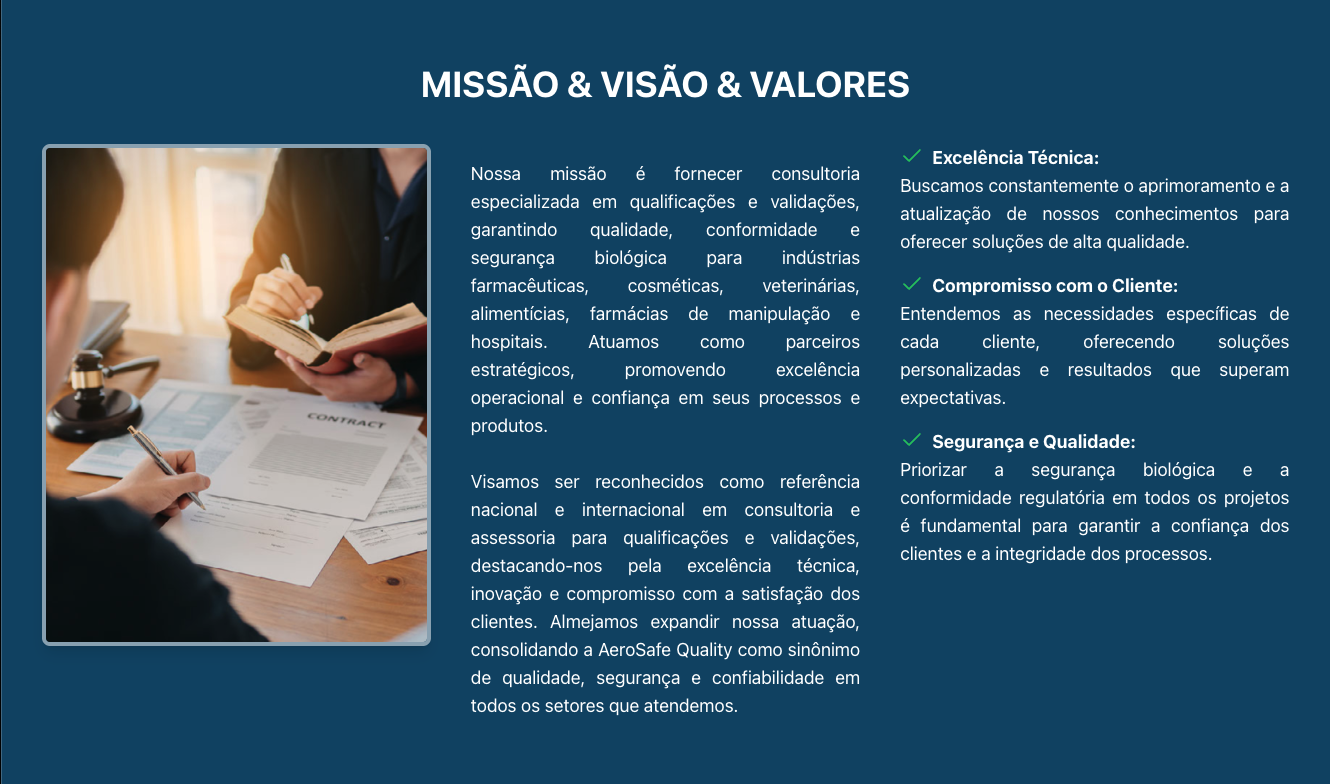 MISSÃO & VISÃO & VALORES
CONTRACT
Nossa missão é fornecer consultoria
especializada em qualificações e validações,
garantindo qualidade, conformidade e
segurança biológica para indústrias
farmacêuticas, cosméticas, veterinárias,
alimentícias, farmácias de manipulação e
hospitais. Atuamos como parceiros
estratégicos, promovendo excelência
operacional e confiança em seus processos e
produtos.
Visamos ser reconhecidos como referência
nacional e internacional em consultoria e
assessoria para qualificações e validações,
destacando-nos pela excelência técnica,
inovação e compromisso com a satisfação dos
clientes. Almejamos expandir nossa atuação,
consolidando a AeroSafe Quality como sinônimo
de qualidade, segurança e confiabilidade em
todos os setores que atendemos.
Excelência Técnica:
Buscamos constantemente o aprimoramento e a
atualização de nossos conhecimentos para
oferecer soluções de alta qualidade.
Compromisso com o Cliente:
Entendemos as necessidades específicas de
cada cliente, oferecendo soluções
personalizadas e resultados que superam
expectativas.
Segurança e Qualidade:
Priorizar a segurança biológica e a
conformidade regulatória em todos os projetos
é fundamental para garantir a confiança dos
clientes e a integridade dos processos.